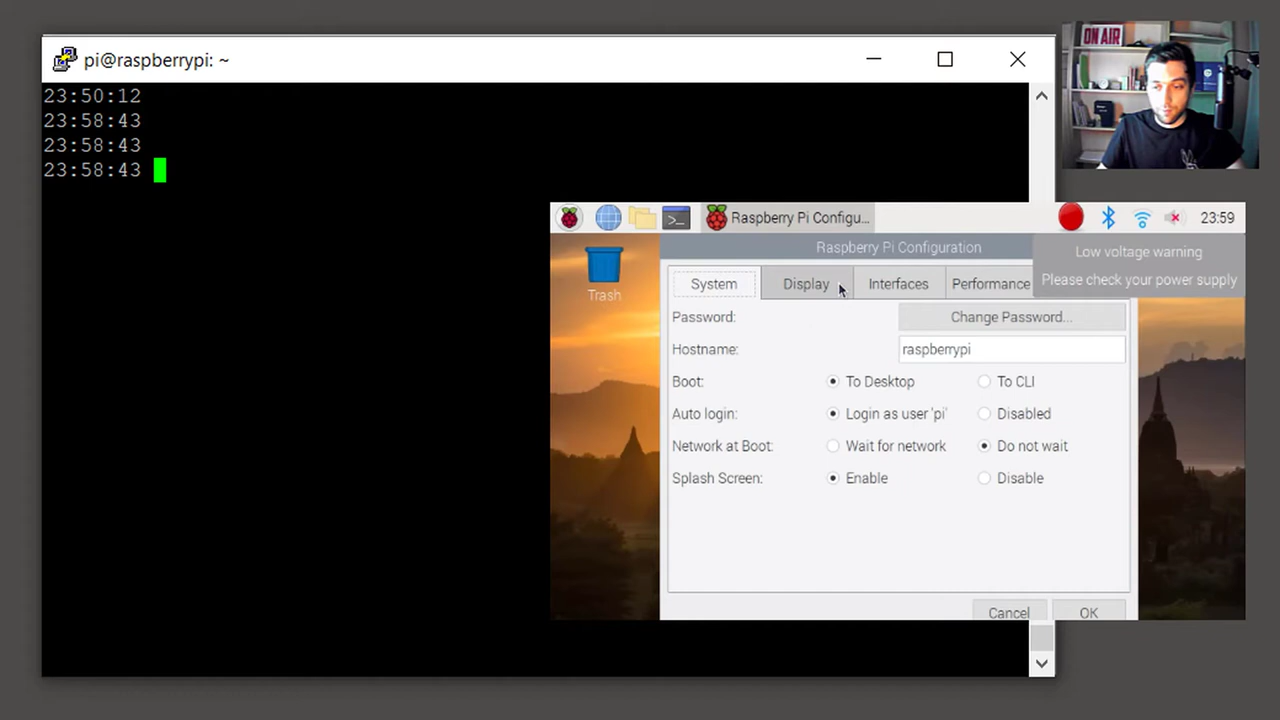 pi@raspberrypi: ~
23:50:12
23:58:43
23:58:43
23:58:43
ON AIR
Raspberry Pi Configu...
23:59
Raspberry Pi Configuration
Low voltage warning
Please check your power supply
Trash
System Display Interfaces Performance
Password: Change Password...
Hostname: raspberrypi
Boot: To Desktop To CLI
Auto login: Login as user 'pi' Disabled
Network at Boot: Wait for network Do not wait
Splash Screen: Enable Disable
Cancel OK